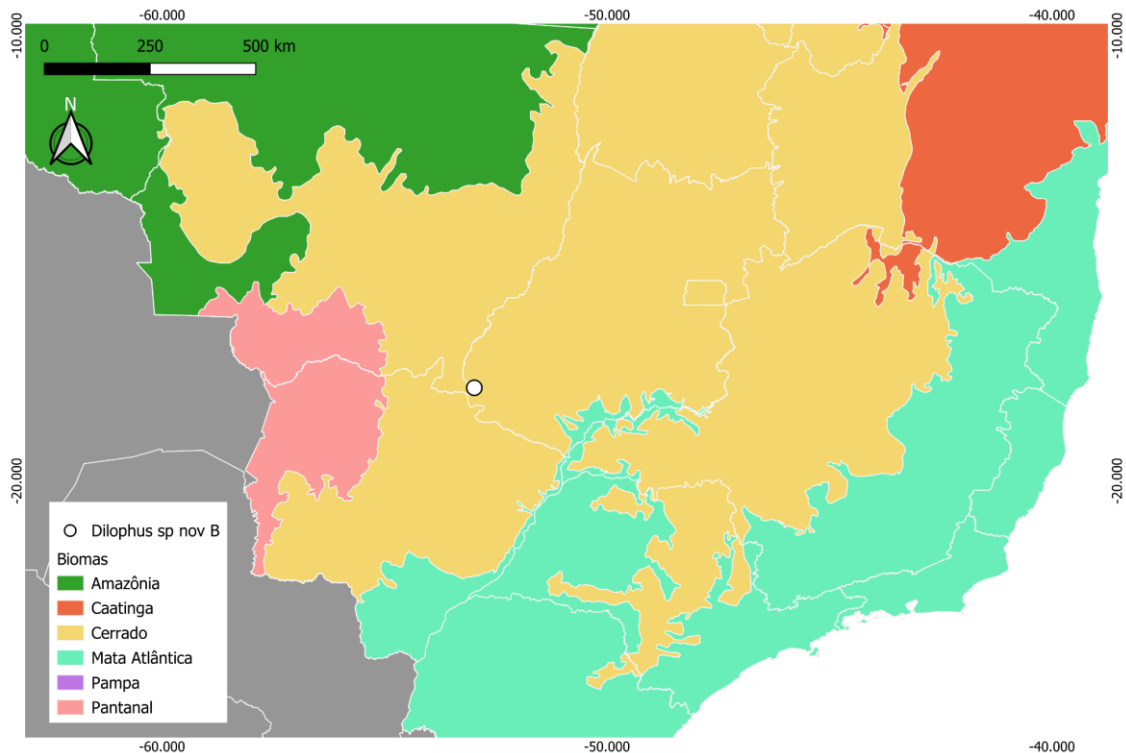 -60.000 -50.000 -40.000
-10.000 -10.000
0 250 500 km
N
-20.000 -20.000
Dilophus sp nov B
Biomas
Amazônia
Caatinga
Cerrado
Mata Atlântica
Pampa
Pantanal
-60.000 -50.000 -40.000